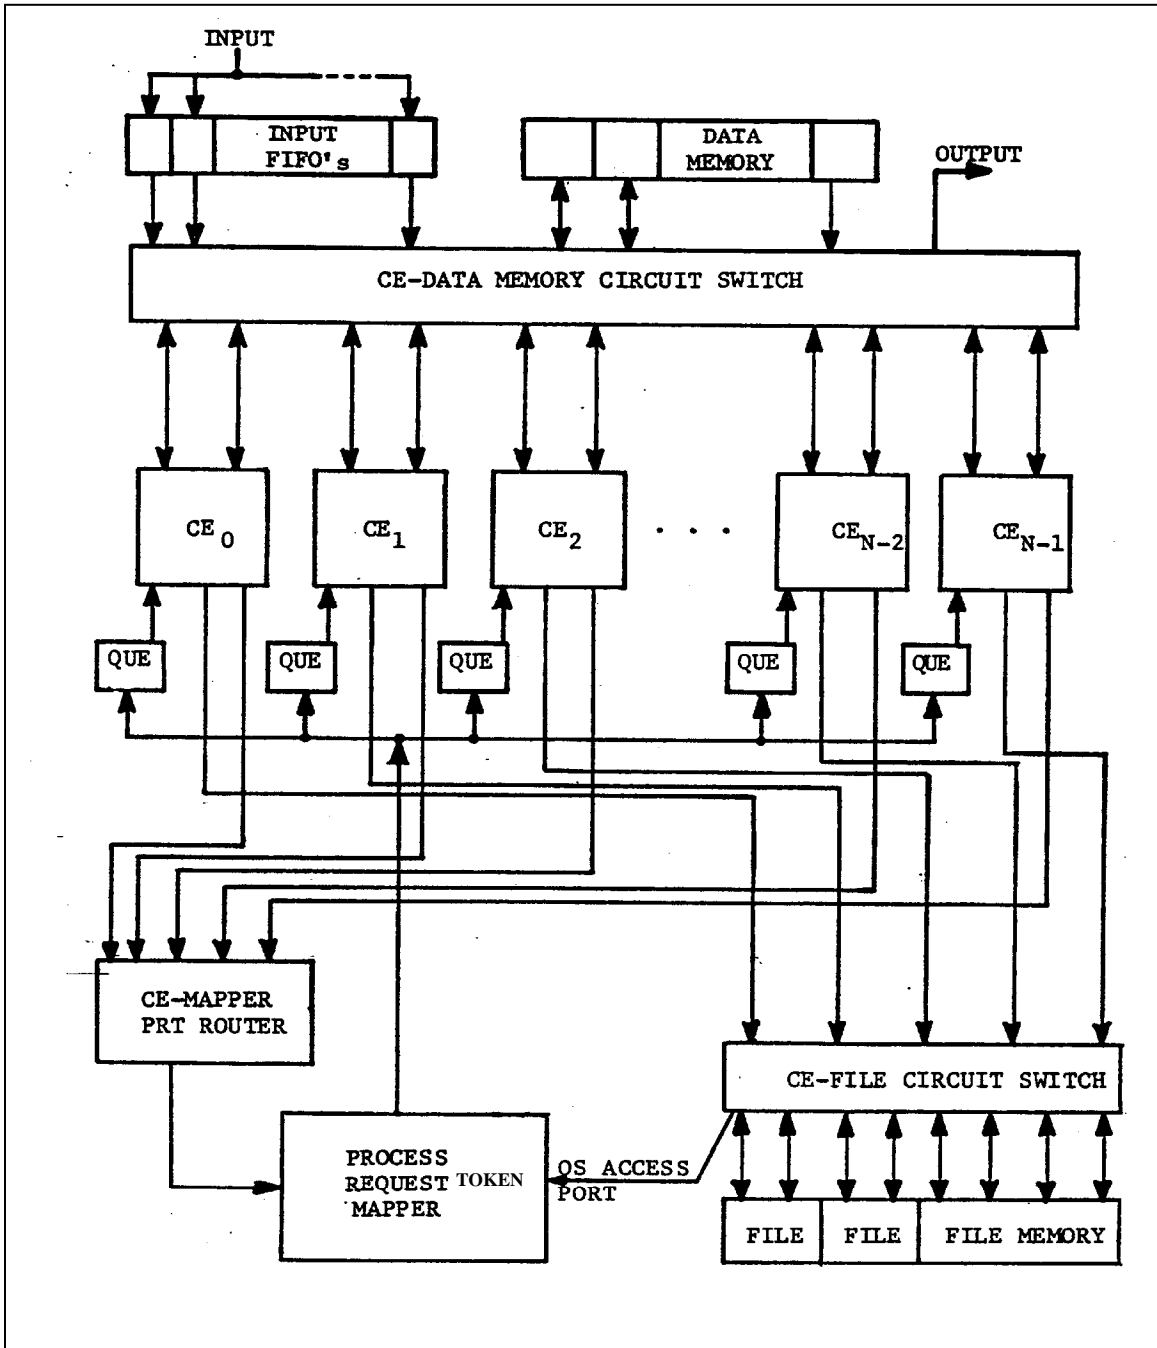 INPUT
INPUT
FIFO's
DATA
MEMORY
OUTPUT
CE-DATA MEMORY CIRCUIT SWITCH
CE0
CE1
CE2
. . .
CEN-2
CEN-1
QUE
QUE
QUE
QUE
QUE
CE-MAPPER
PRT ROUTER
CE-FILE CIRCUIT SWITCH
PROCESS
REQUEST TOKEN
MAPPER
OS ACCESS
PORT
FILE
FILE
FILE MEMORY